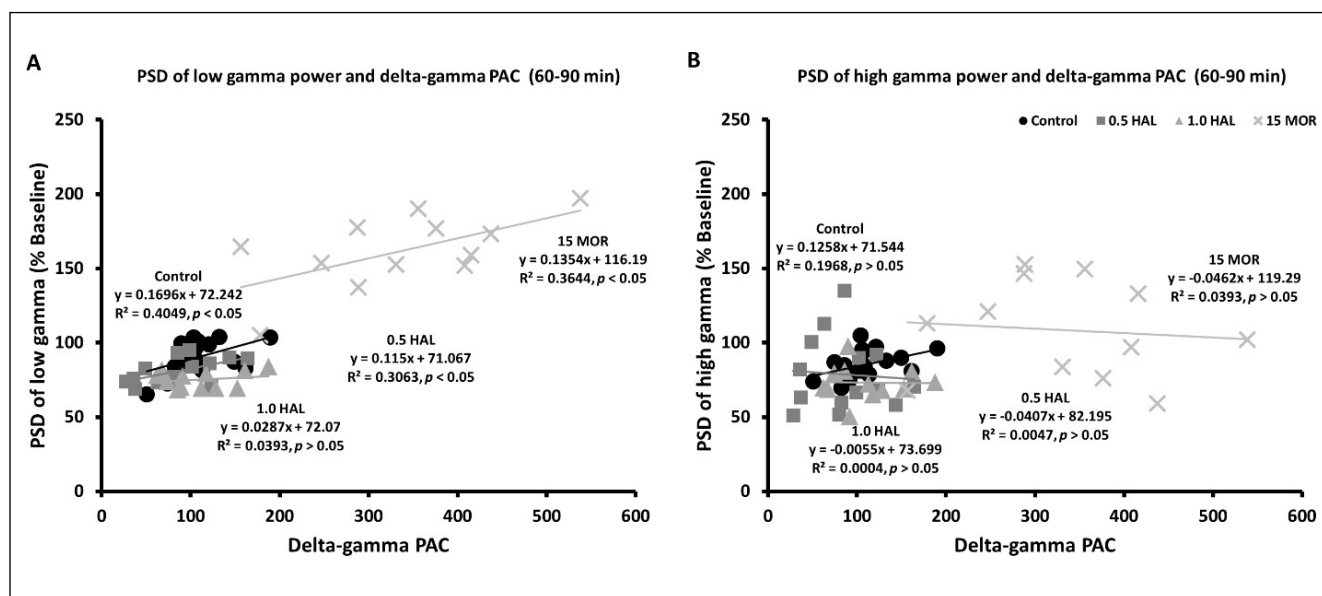 A
PSD of low gamma power and delta-gamma PAC (60-90 min)
PSD of low gamma (% Baseline)
250
200
150
100
50
0
Control
y = 0.1696x + 72.242
R² = 0.4049, p < 0.05
15 MOR
y = 0.1354x + 116.19
R² = 0.3644, p < 0.05
0.5 HAL
y = 0.115x + 71.067
R² = 0.3063, p < 0.05
1.0 HAL
y = 0.0287x + 72.07
R² = 0.0393, p > 0.05
0 100 200 300 400 500 600
Delta-gamma PAC
B
PSD of high gamma power and delta-gamma PAC (60-90 min)
Control 0.5 HAL 1.0 HAL 15 MOR
PSD of high gamma (% Baseline)
250
200
150
100
50
0
Control
y = 0.1258x + 71.544
R² = 0.1968, p > 0.05
15 MOR
y = -0.0462x + 119.29
R² = 0.0393, p > 0.05
0.5 HAL
y = -0.0407x + 82.195
R² = 0.0047, p > 0.05
1.0 HAL
y = -0.0055x + 73.699
R² = 0.0004, p > 0.05
0 100 200 300 400 500 600
Delta-gamma PAC